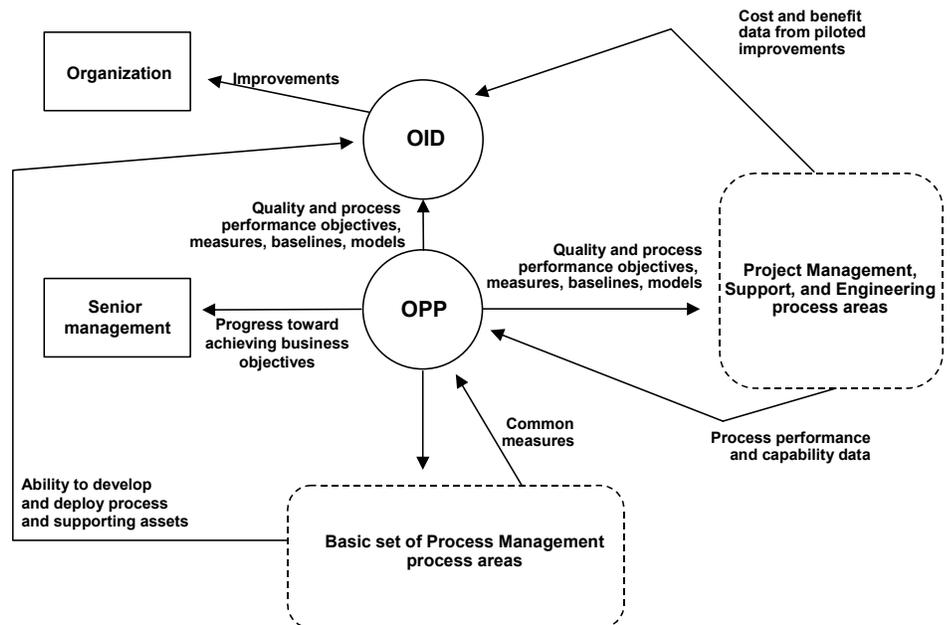 Cost and benefit
data from piloted
improvements
Organization
Improvements
OID
Quality and process
performance objectives,
measures, baselines, models
Quality and process
performance objectives,
measures, baselines, models
Project Management,
Support, and Engineering
process areas
Senior
management
OPP
Progress toward
achieving business
objectives
Common
measures
Process performance
and capability data
Ability to develop
and deploy process
and supporting assets
Basic set of Process Management
process areas